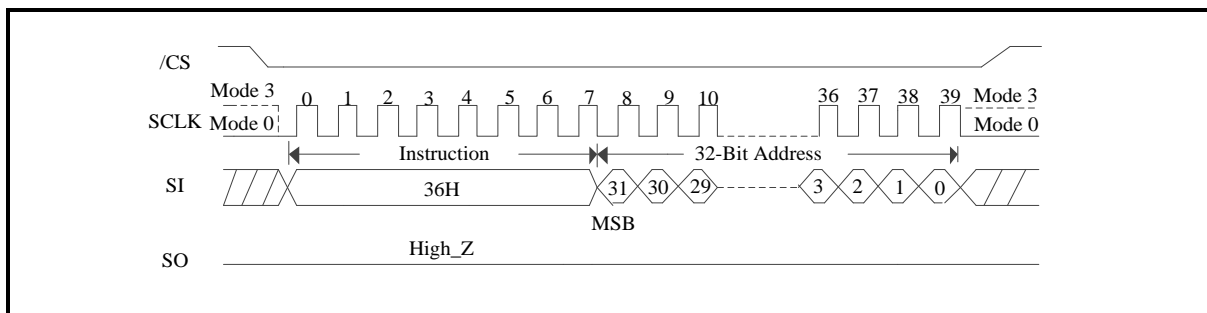 /CS
Mode 3 0 1 2 3 4 5 6 7 8 9 10 36 37 38 39 Mode 3
SCLK Mode 0 Mode 0
Instruction 32-Bit Address
SI 36H 31 30 29 3 2 1 0
MSB
High_Z
SO